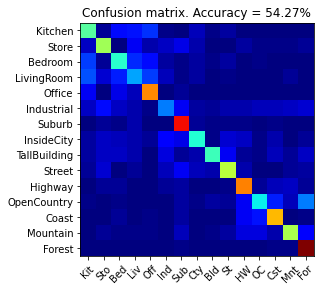 Confusion matrix. Accuracy = 54.27%
Kitchen
Store
Bedroom
LivingRoom
Office
Industrial
Suburb
InsideCity
TallBuilding
Street
Highway
OpenCountry
Coast
Mountain
Forest
Kit Sto Bed Liv Off Ind Sub Cty Bld St HW OC Cst Mnt For